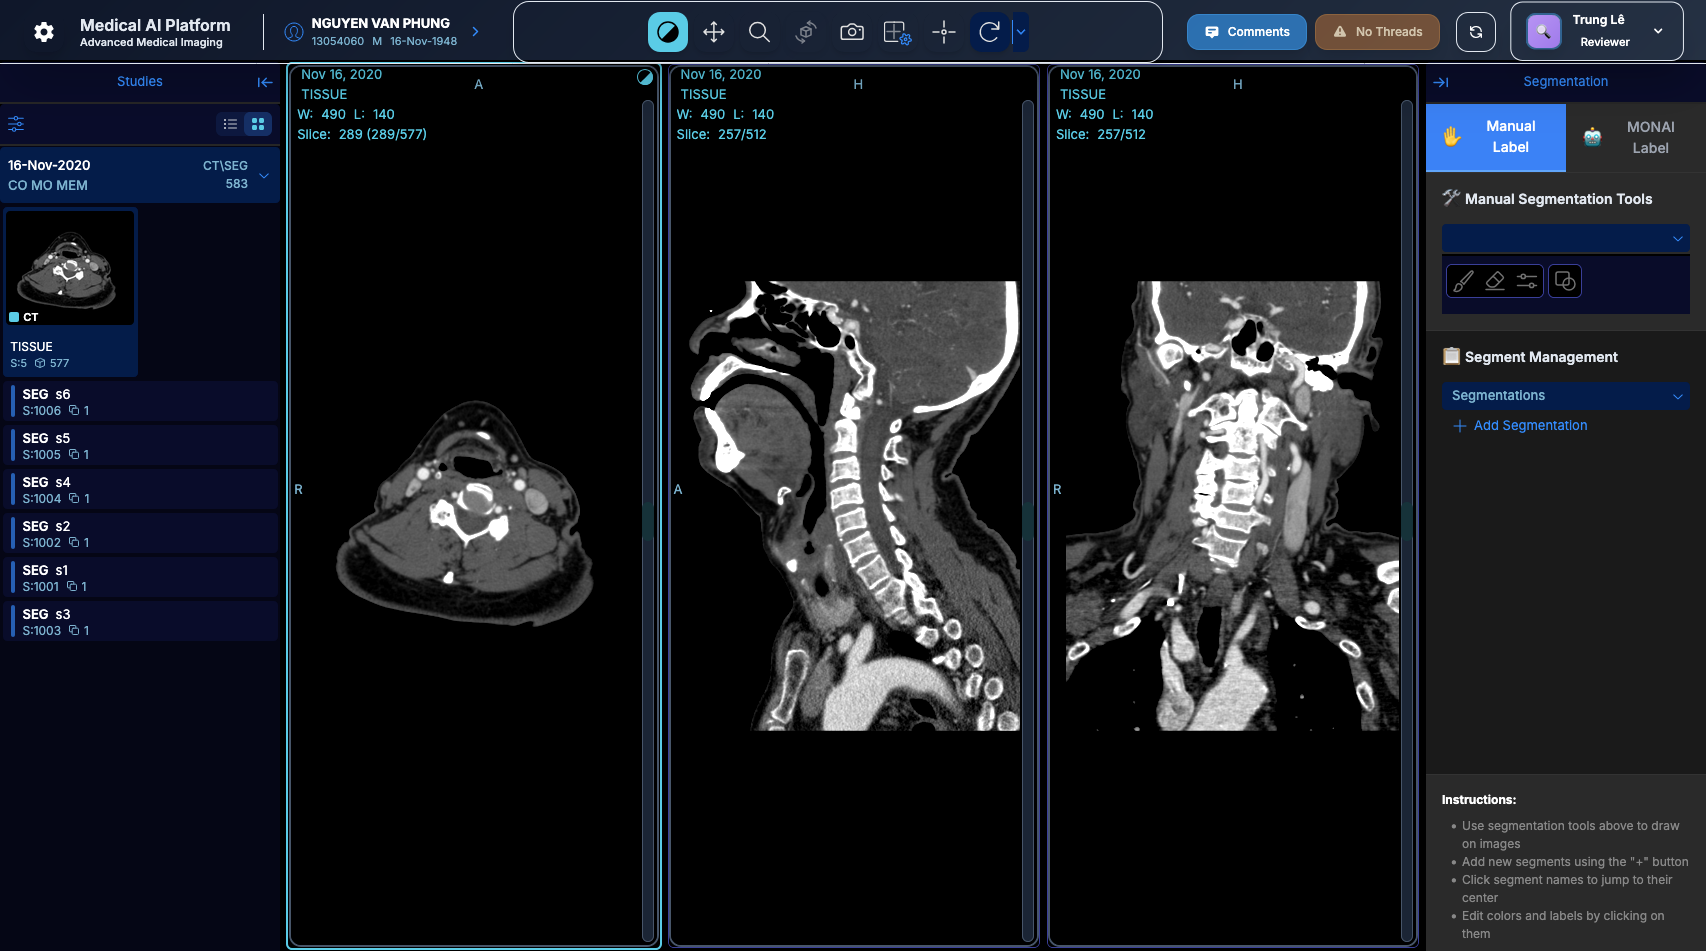 Medical AI Platform
Advanced Medical Imaging
NGUYEN VAN PHUNG
13054060 M 16-Nov-1948
Comments
No Threads
Trung Lê
Reviewer
Studies
16-Nov-2020
CT\SEG
CO MO MEM
583
CT
TISSUE
S:5 577
SEG s6
S:1006 1
SEG s5
S:1005 1
SEG s4
S:1004 1
SEG s2
S:1002 1
SEG s1
S:1001 1
SEG s3
S:1003 1
Nov 16, 2020
TISSUE
W: 490 L: 140
Slice: 289 (289/577)
A
R
Nov 16, 2020
TISSUE
W: 490 L: 140
Slice: 257/512
H
A
Nov 16, 2020
TISSUE
W: 490 L: 140
Slice: 257/512
H
R
Segmentation
Manual
Label
MONAI
Label
Manual Segmentation Tools
Segment Management
Segmentations
Add Segmentation
Instructions:
• Use segmentation tools above to draw
on images
• Add new segments using the "+" button
• Click segment names to jump to their
center
• Edit colors and labels by clicking on
them